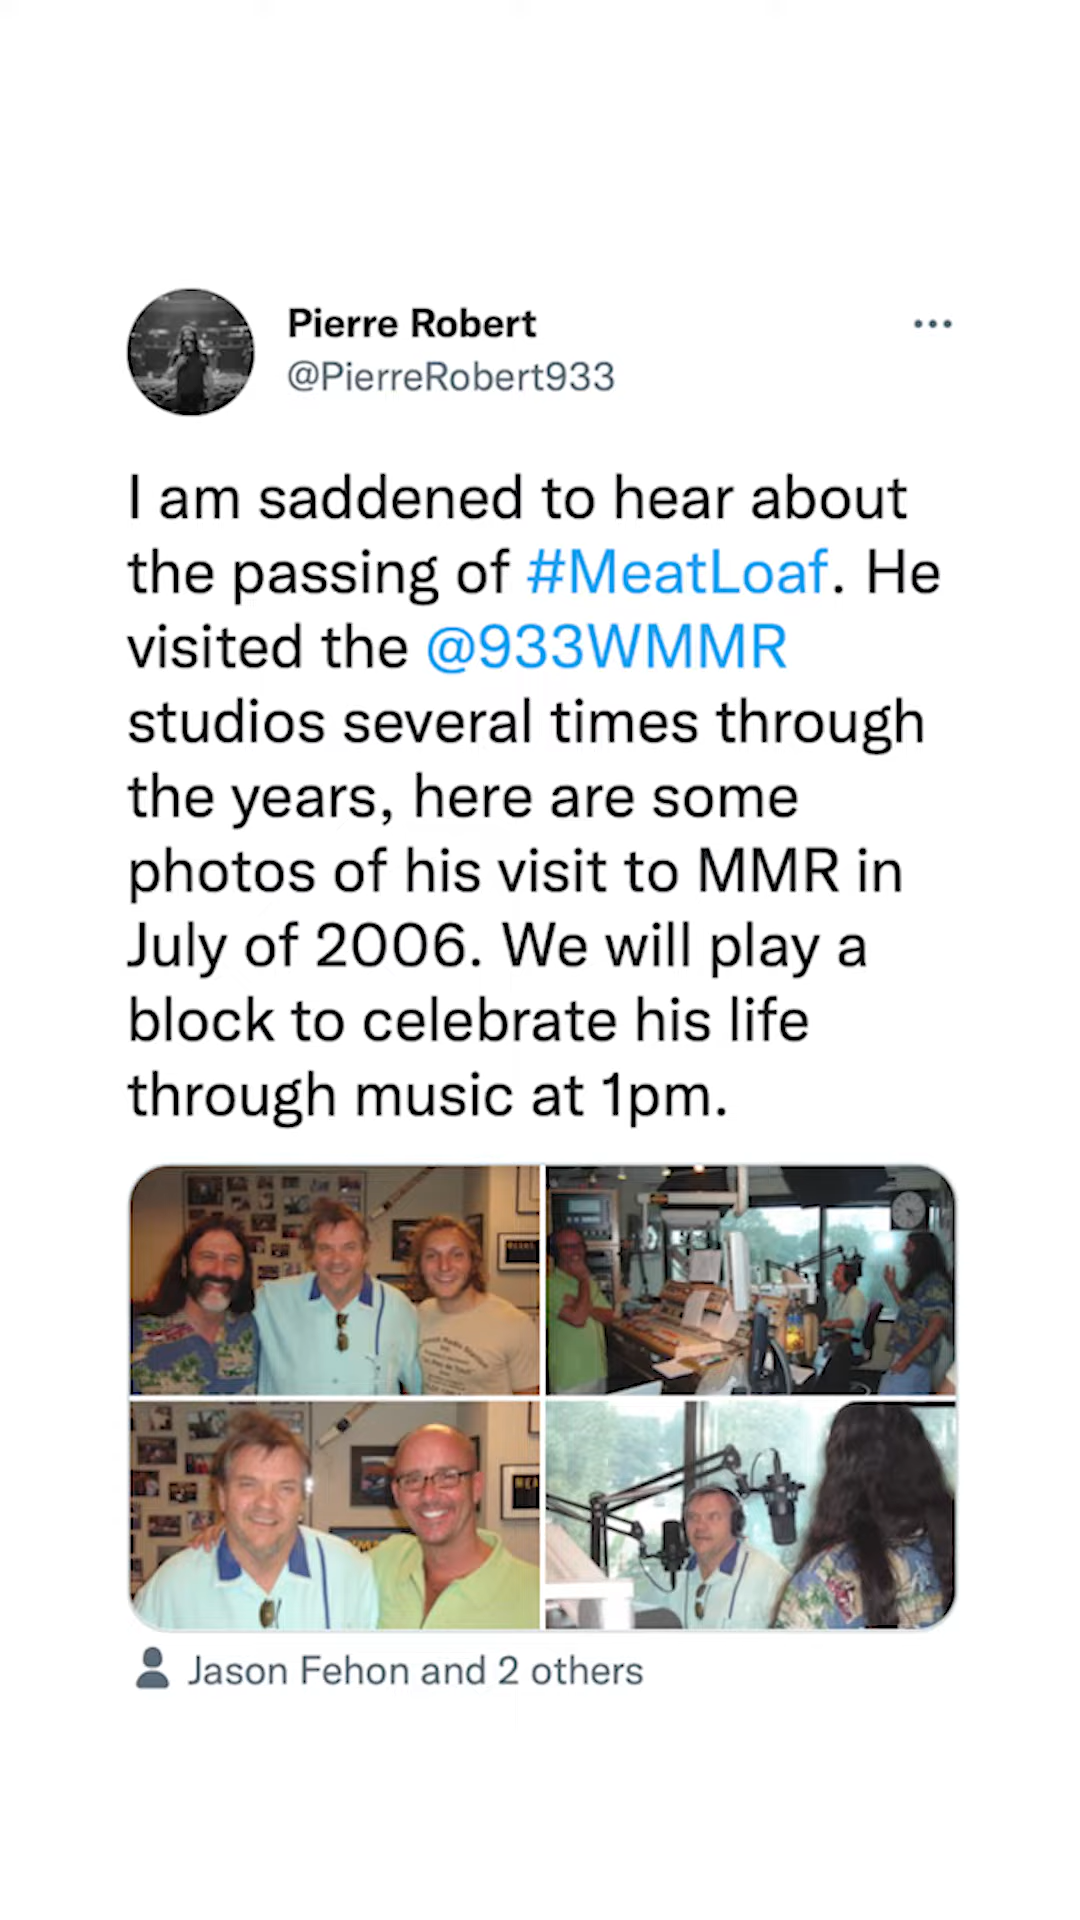 Pierre Robert
@PierreRobert933
I am saddened to hear about
the passing of #MeatLoaf. He
visited the @933WMMR
studios several times through
the years, here are some
photos of his visit to MMR in
July of 2006. We will play a
block to celebrate his life
through music at 1pm.
Jason Fehon and 2 others